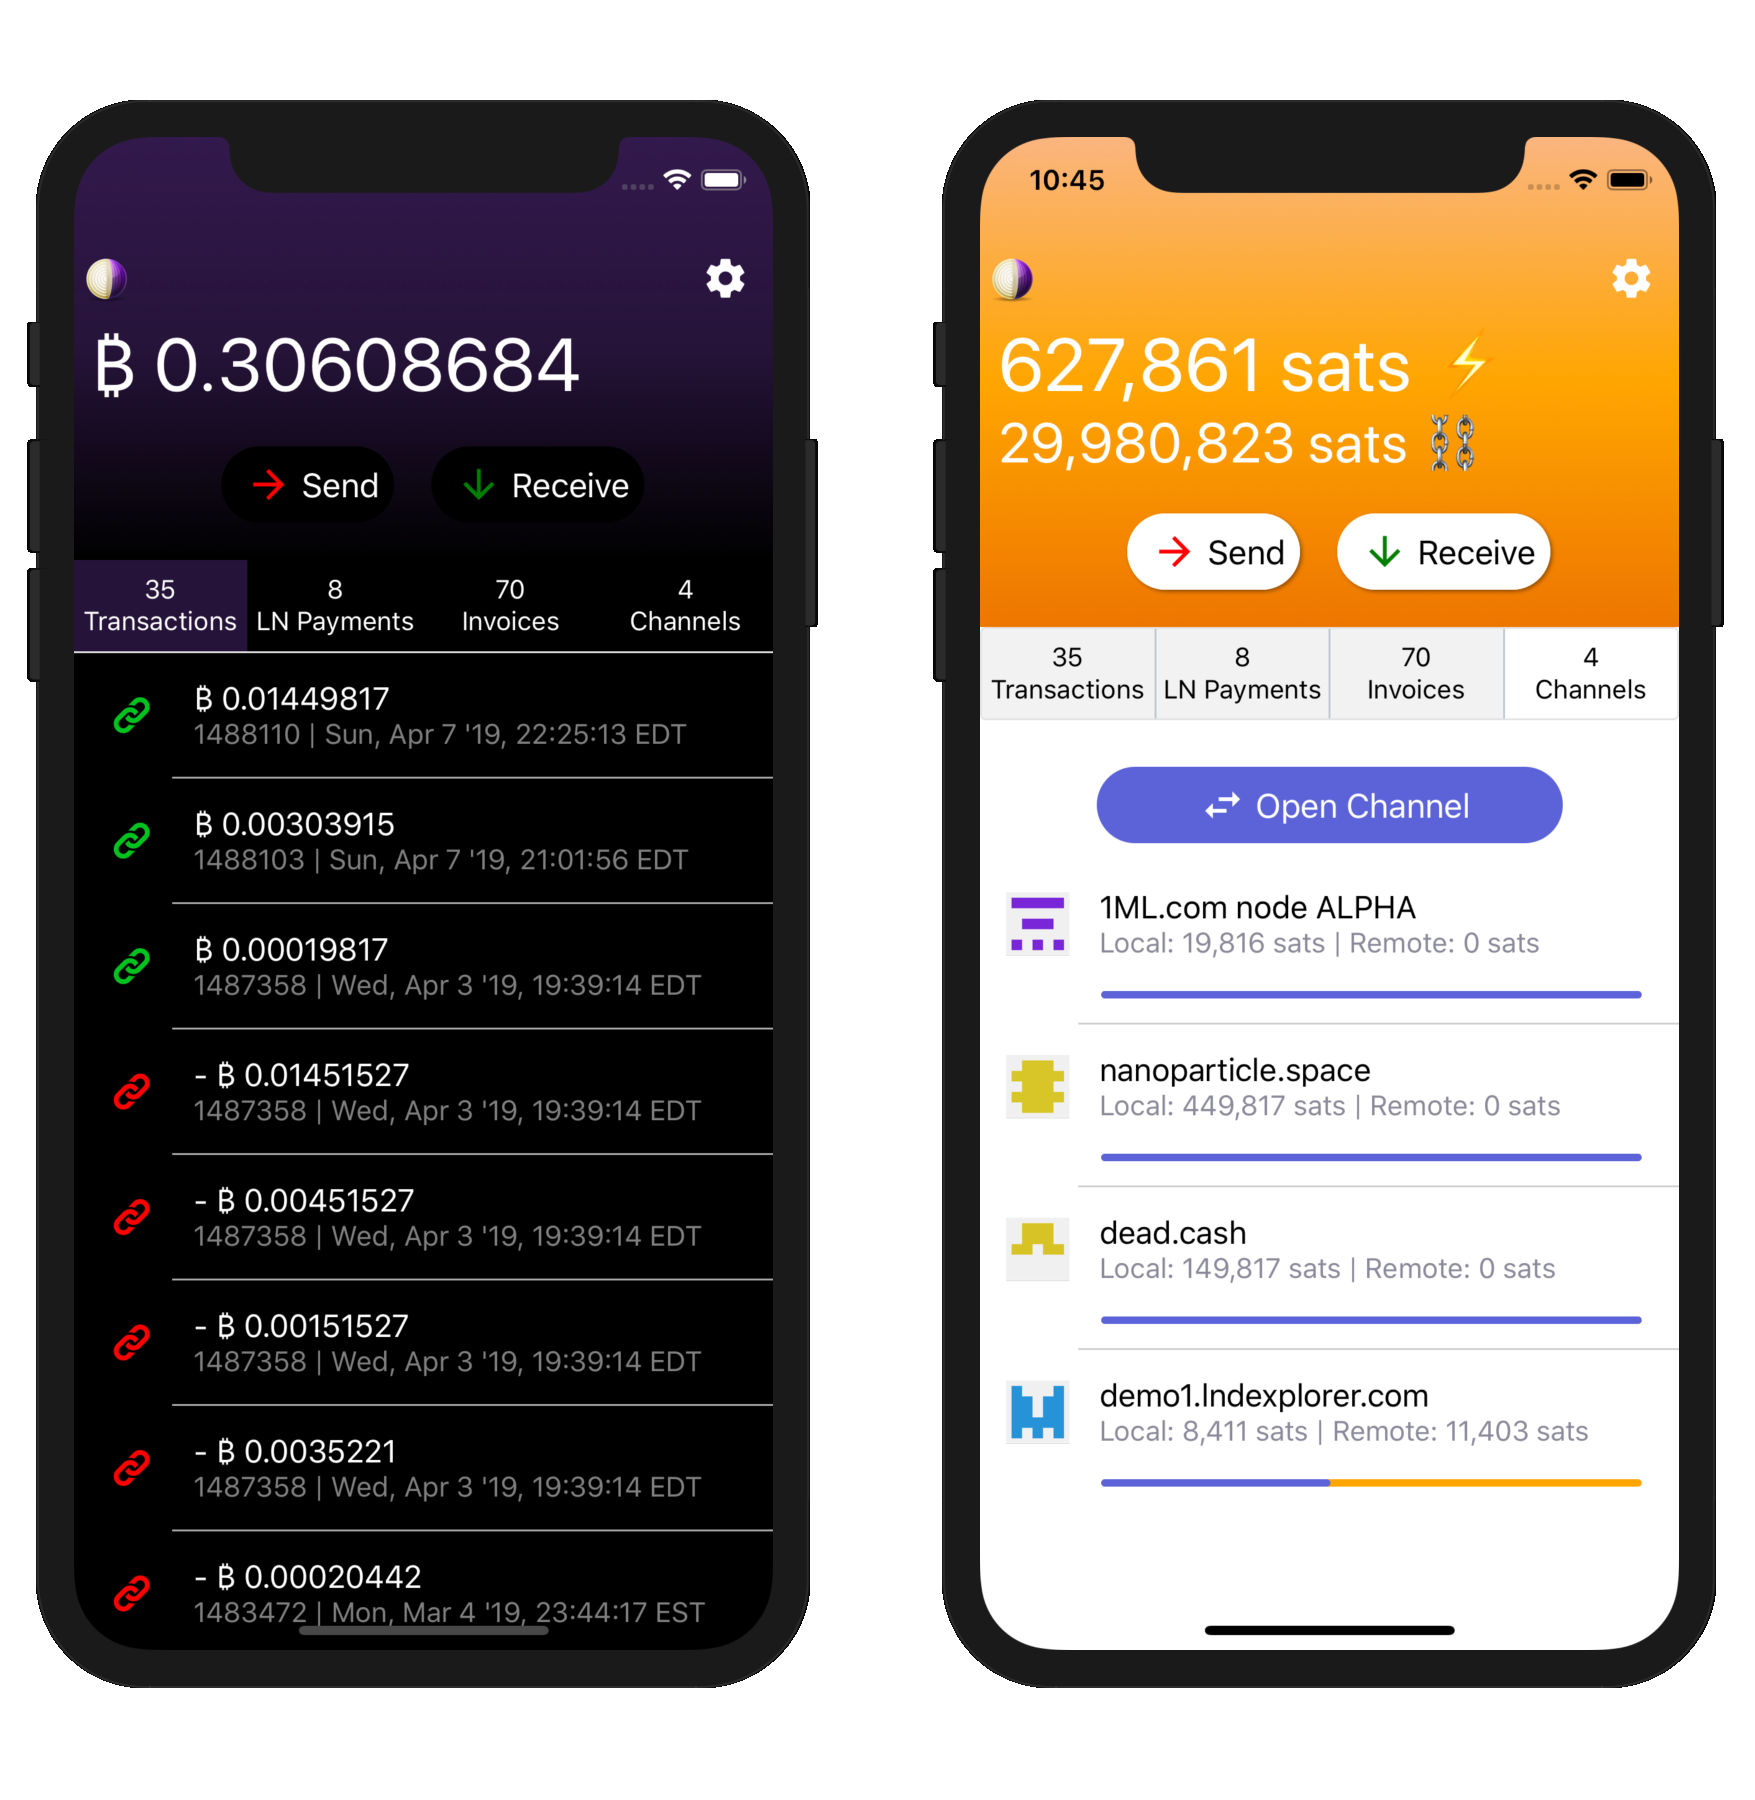 ₿ 0.30608684
Send
Receive
35
Transactions
8
LN Payments
70
Invoices
4
Channels
₿ 0.01449817
1488110 | Sun, Apr 7 '19, 22:25:13 EDT
₿ 0.00303915
1488103 | Sun, Apr 7 '19, 21:01:56 EDT
₿ 0.00019817
1487358 | Wed, Apr 3 '19, 19:39:14 EDT
- ₿ 0.01451527
1487358 | Wed, Apr 3 '19, 19:39:14 EDT
- ₿ 0.00451527
1487358 | Wed, Apr 3 '19, 19:39:14 EDT
- ₿ 0.00151527
1487358 | Wed, Apr 3 '19, 19:39:14 EDT
- ₿ 0.0035221
1487358 | Wed, Apr 3 '19, 19:39:14 EDT
- ₿ 0.00020442
1483472 | Mon, Mar 4 '19, 23:44:17 EST
10:45
627,861 sats ⚡
29,980,823 sats ⛓
Send
Receive
35
Transactions
8
LN Payments
70
Invoices
4
Channels
Open Channel
1ML.com node ALPHA
Local: 19,816 sats | Remote: 0 sats
nanoparticle.space
Local: 449,817 sats | Remote: 0 sats
dead.cash
Local: 149,817 sats | Remote: 0 sats
demo1.lndexplorer.com
Local: 8,411 sats | Remote: 11,403 sats